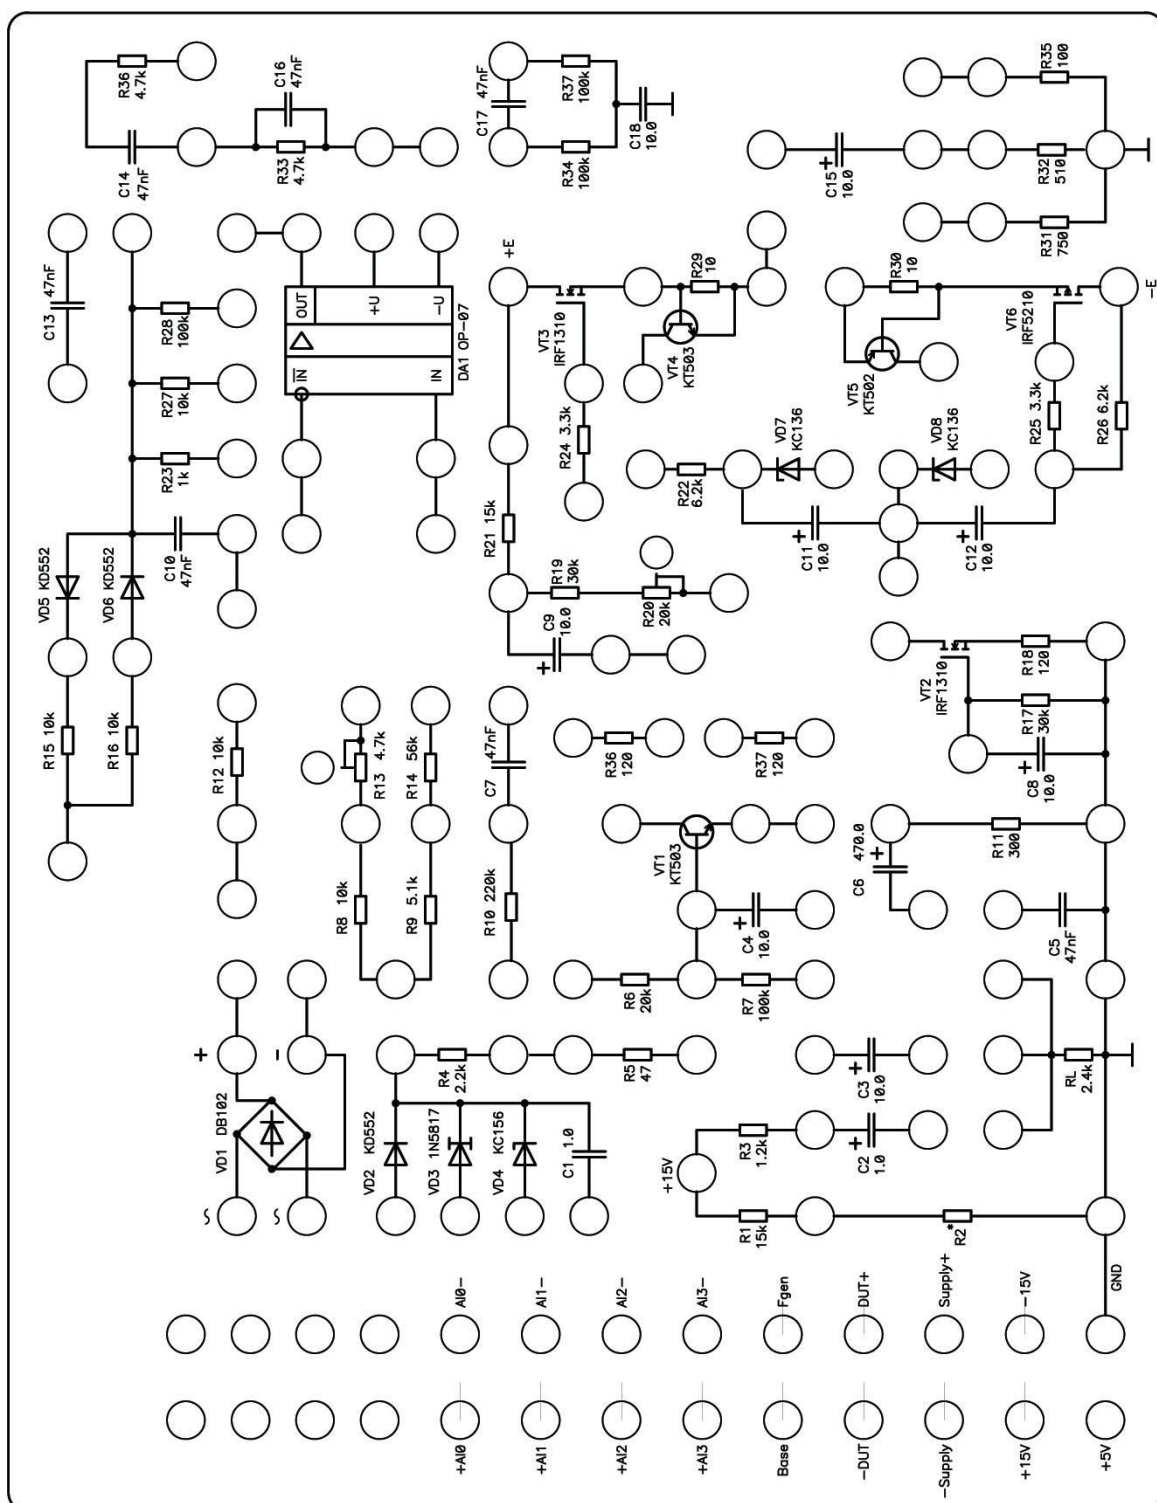 R36
4.7k
C14
47nF
C16
47nF
R33
4.7k
C17 47nF
R37
100k
R34
100k
C18
10.0
C15
+
10.0
R35
100
R32
510
R31
750
C13 47nF
R28
100k
R27
10k
R23
1k
C10
47nF
VD5 KD552
VD6 KD552
R15 10k
R16 10k
OUT
+U
-U
IN
IN
DA1 OP-07
+E
VT3
IRF1310
R24 3.3k
R21 15k
VT4
KT503
R29
10
VT5
KT502
R30
10
VT6
IRF5210
-E
R25 3.3k
R26 6.2k
R22
6.2k
VD7
KC136
VD8
KC136
+
C11
10.0
+
C12
10.0
R19
30k
R20
20k
C9
10.0
+
R12 10k
R13 4.7k
R14 56k
R8 10k
R9 5.1k
C7 47nF
R10 220k
R36
120
R37
120
VT1
KT503
+
C4
10.0
R6
20k
R7
100k
VT2
IRF1310
R18
120
R17
30k
+
C8
10.0
C6 470.0
+
R11
300
C5
47nF
+
-
VD1 DB102
~
~
R4
2.2k
R5
47
VD2 KD552
VD3 1N5817
VD4 KC156
C1 1.0
+
C3
10.0
+
C2
1.0
RL
2.4k
+15V
R3
1.2k
R1
15k
R2
*
GND
AI0-
AI1-
AI2-
AI3-
Fgen
DUT+
Supply+
-15V
+AI0
+AI1
+AI2
+AI3
Base
-DUT
-Supply
+15V
+5V